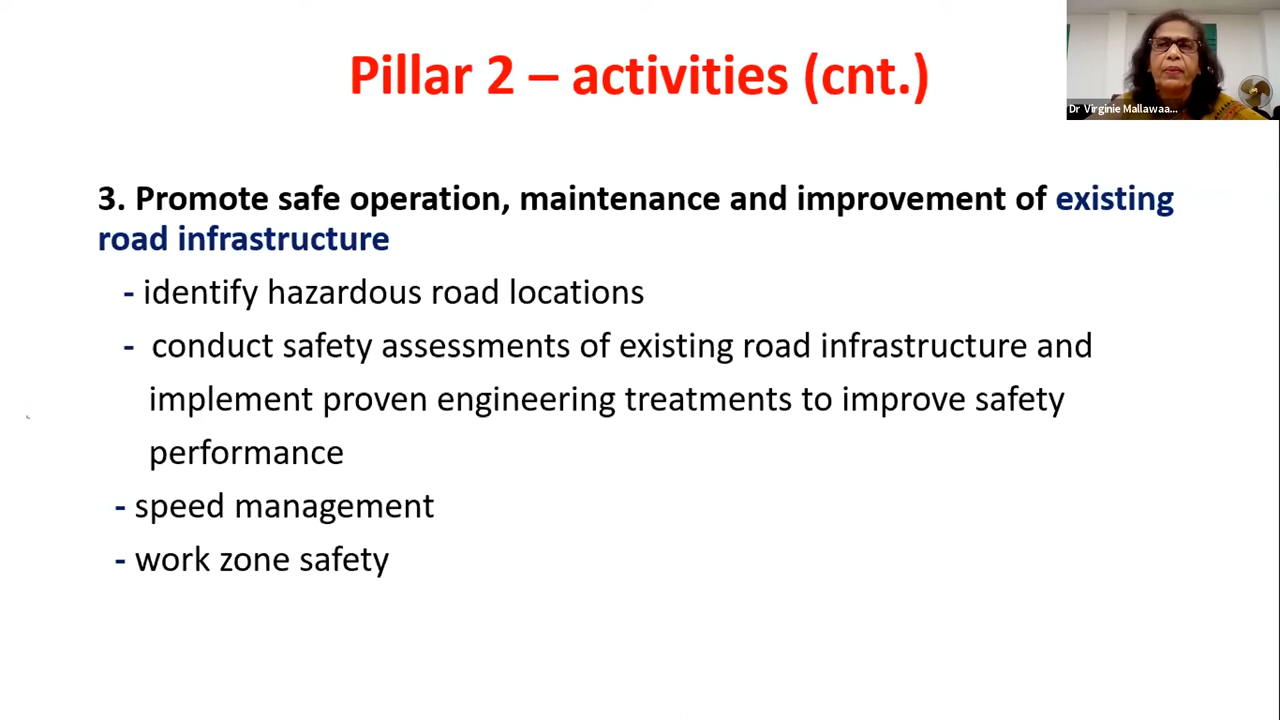 Pillar 2 – activities (cnt.)
Dr Virginie Mallawaa...
3. Promote safe operation, maintenance and improvement of existing
road infrastructure
- identify hazardous road locations
- conduct safety assessments of existing road infrastructure and
implement proven engineering treatments to improve safety
performance
- speed management
- work zone safety